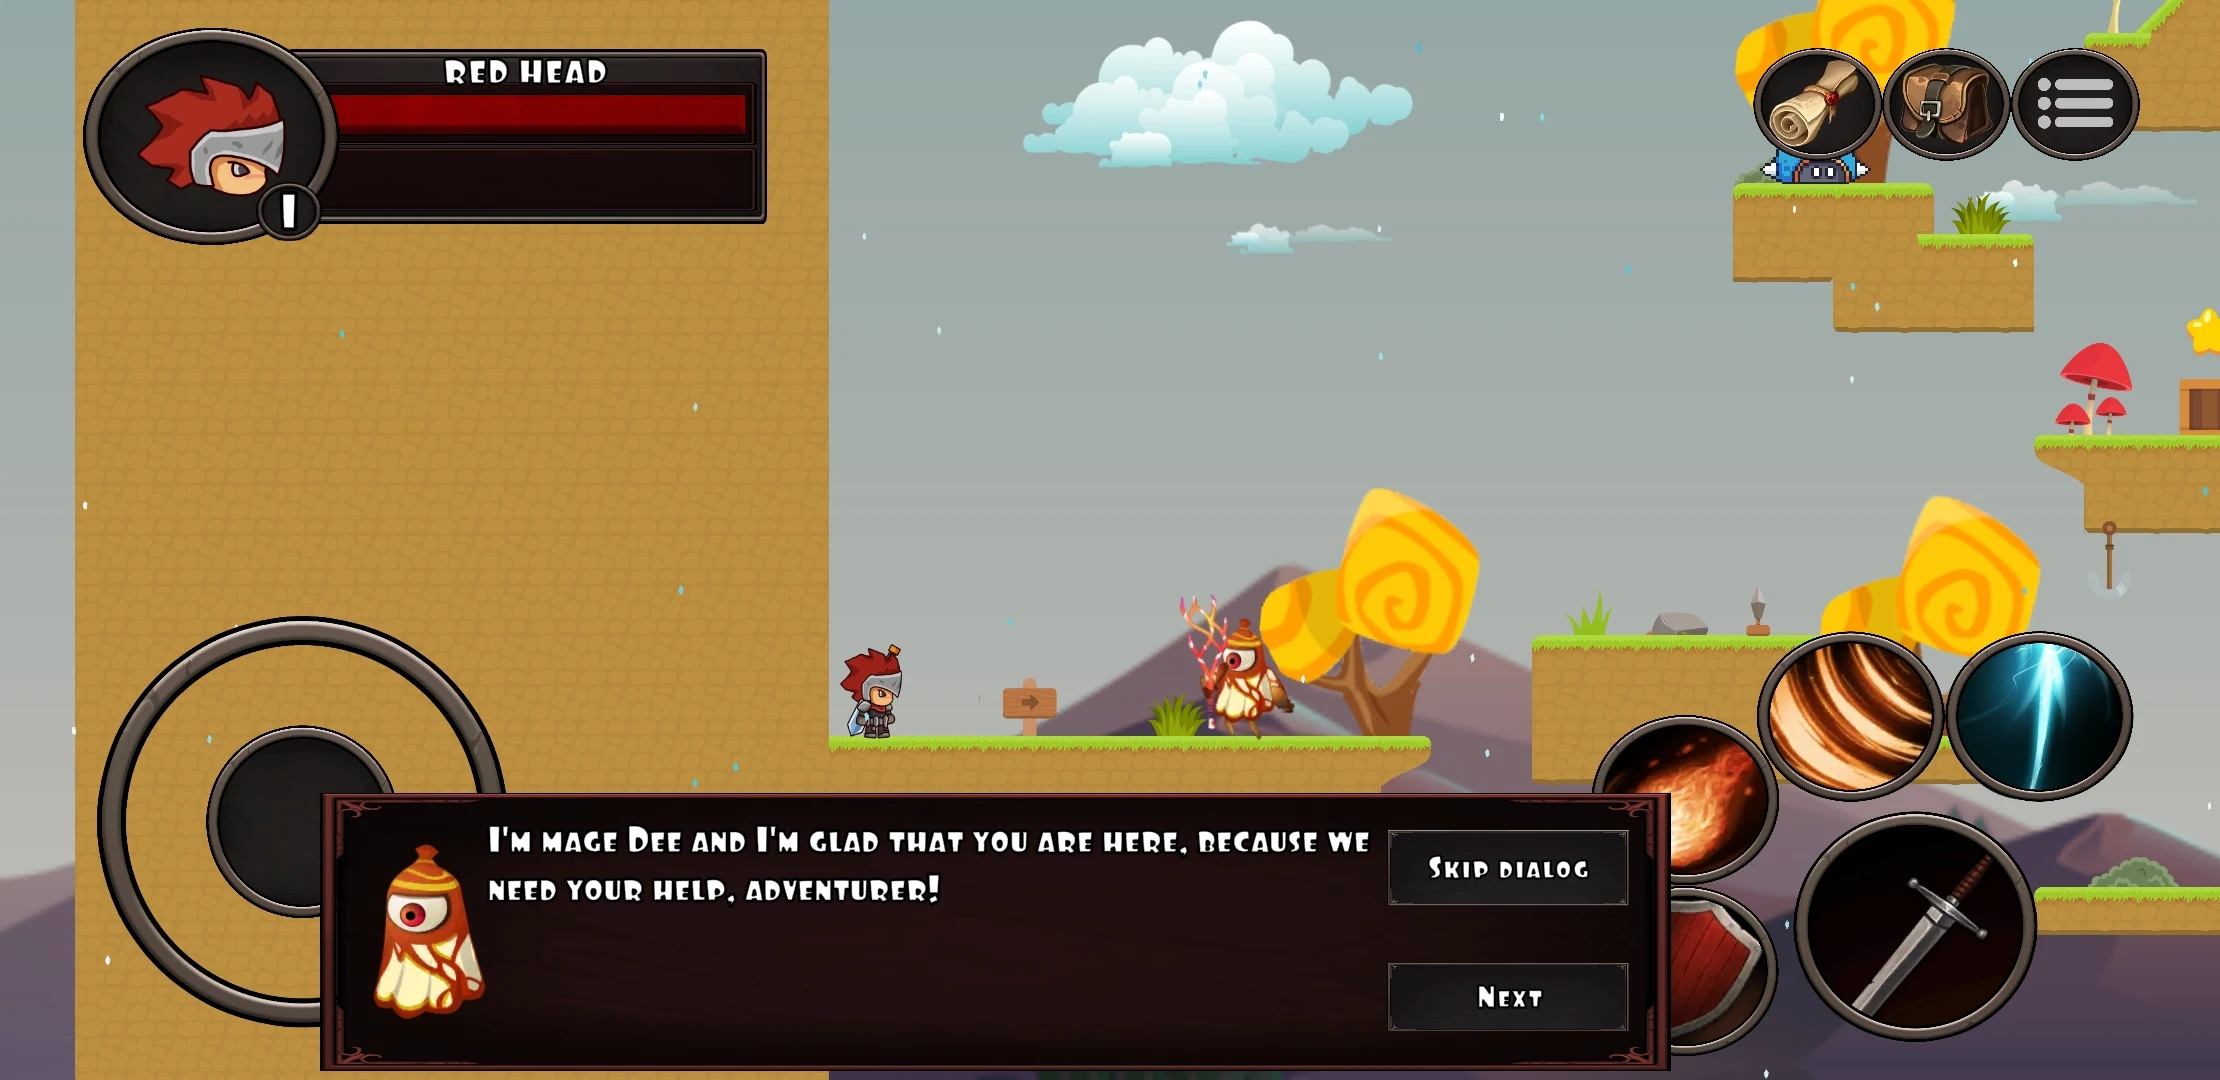 RED HEAD
1
I'm mage Dee and I'm glad that you are here, because we
need your help, adventurer!
Skip dialog
Next